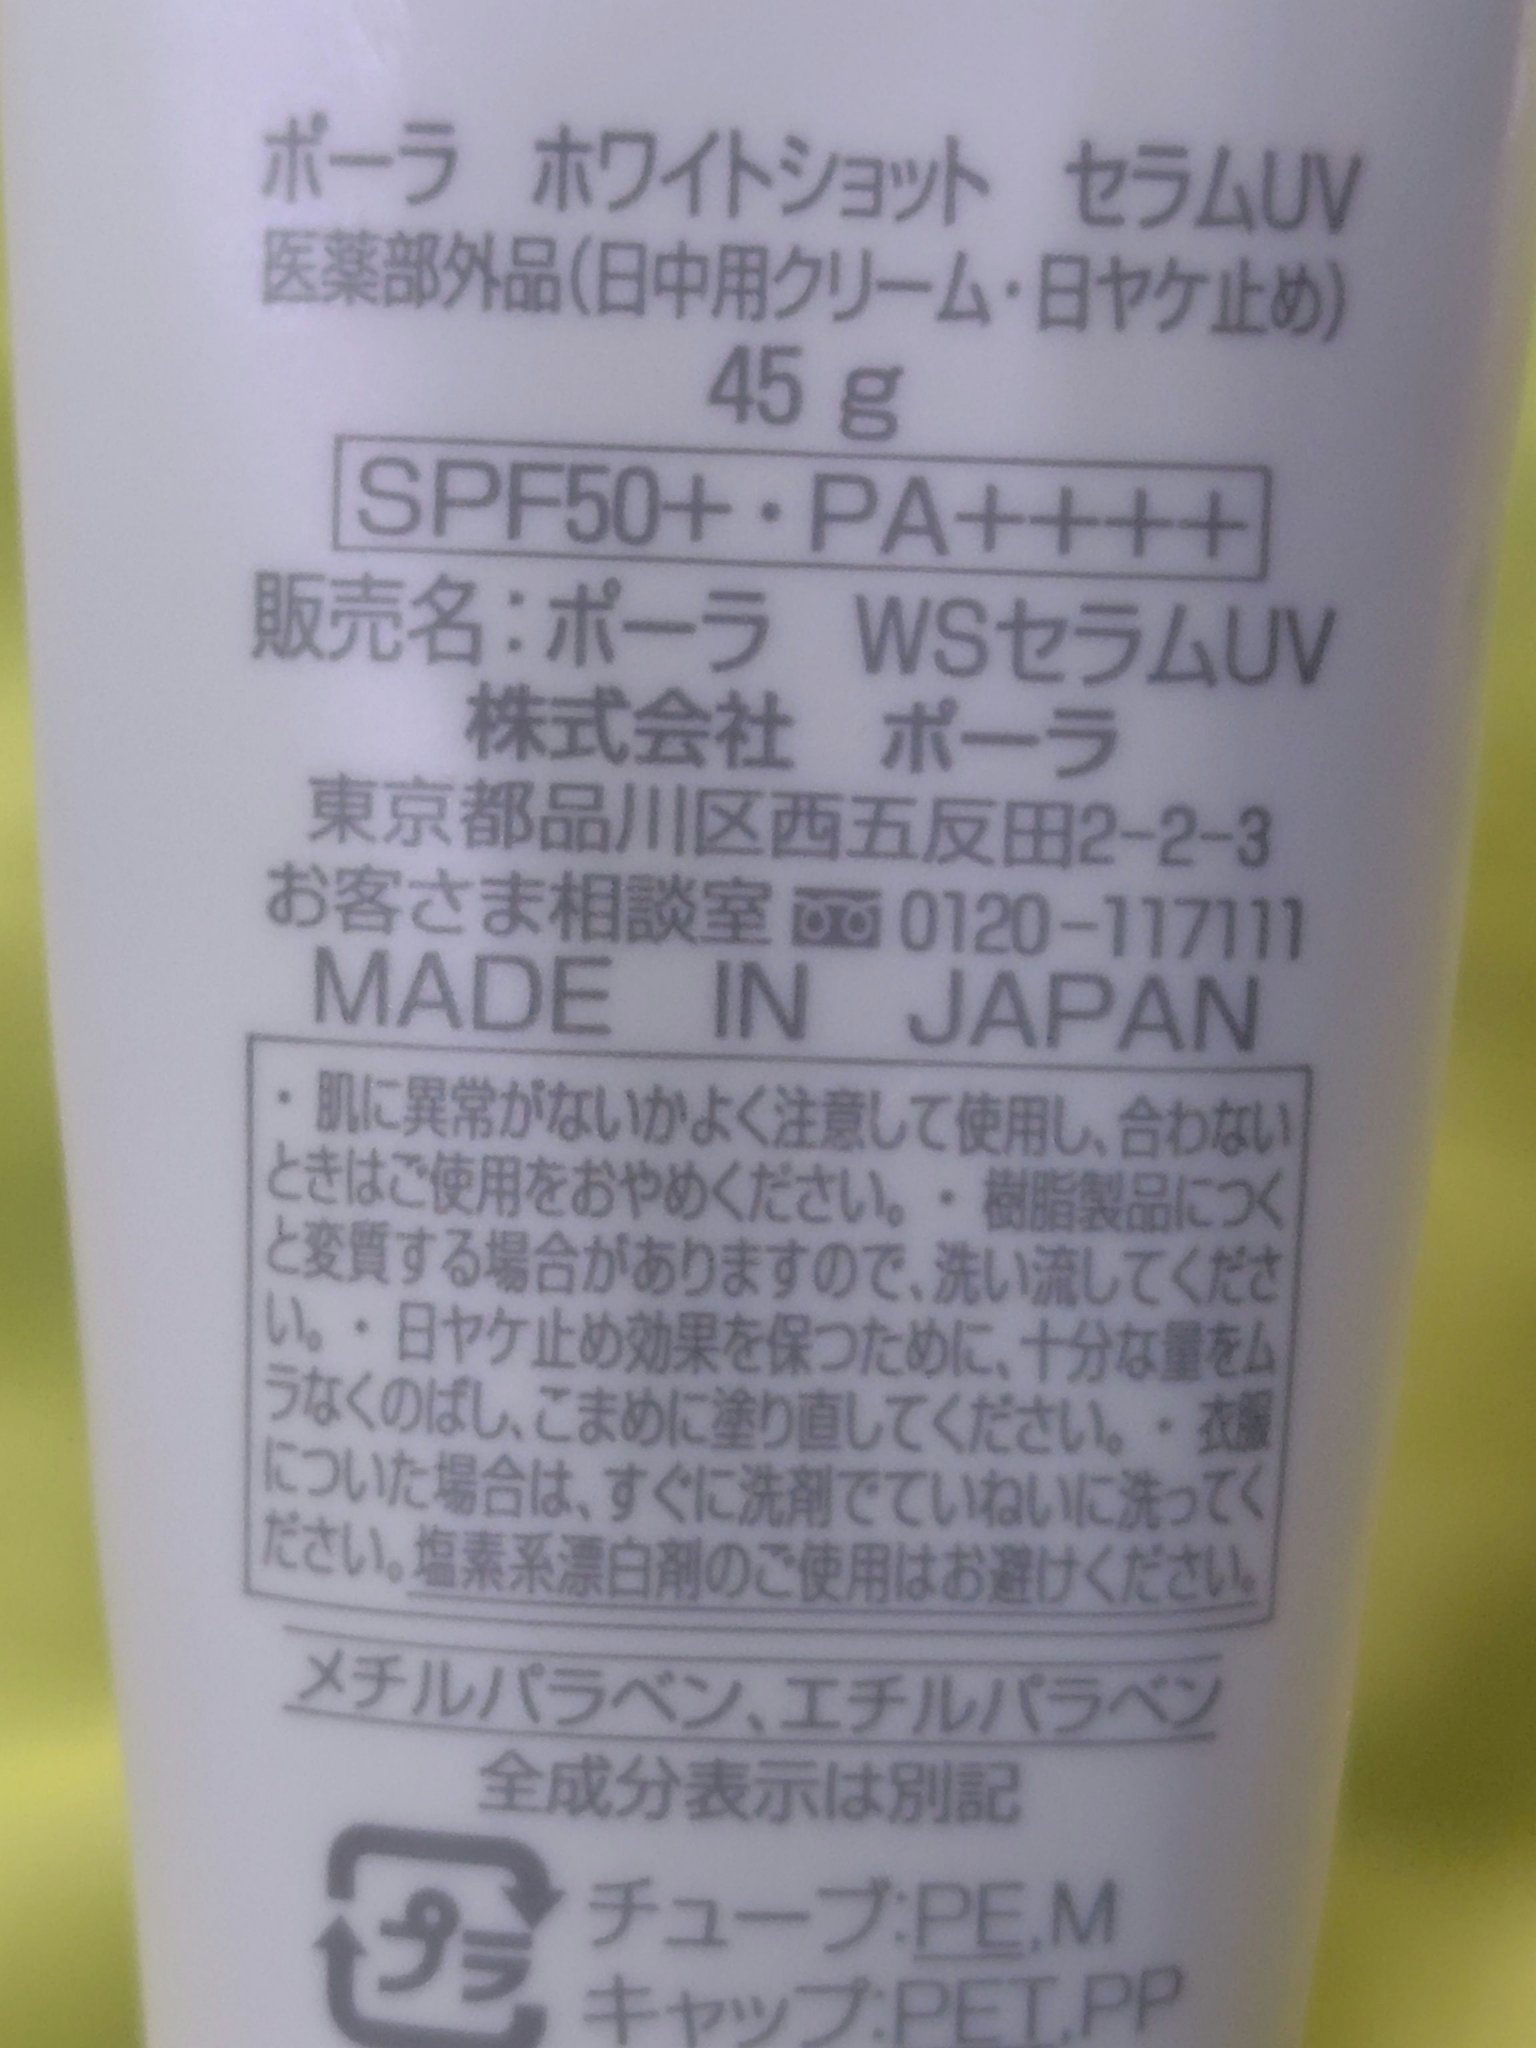 ポーラ　ホワイトショット　セラムUV
医薬部外品(日中用クリーム・日ヤケ止め)
45 g
SPF50+・PA++++
販売名：ポーラ　WSセラムUV
株式会社　ポーラ
東京都品川区西五反田2-2-3
お客さま相談室 0120-117111
MADE IN JAPAN
・肌に異常がないかよく注意して使用し、合わない
ときはご使用をおやめください。・樹脂製品につく
と変質する場合がありますので、洗い流してくださ
い。・日ヤケ止め効果を保つために、十分な量をム
ラなくのばし、こまめに塗り直してください。・衣服
についた場合は、すぐに洗剤でていねいに洗ってく
ださい。塩素系漂白剤のご使用はお避けください。
メチルパラベン、エチルパラベン
全成分表示は別記
プラ
チューブ:PE,M
キャップ:PET,PP